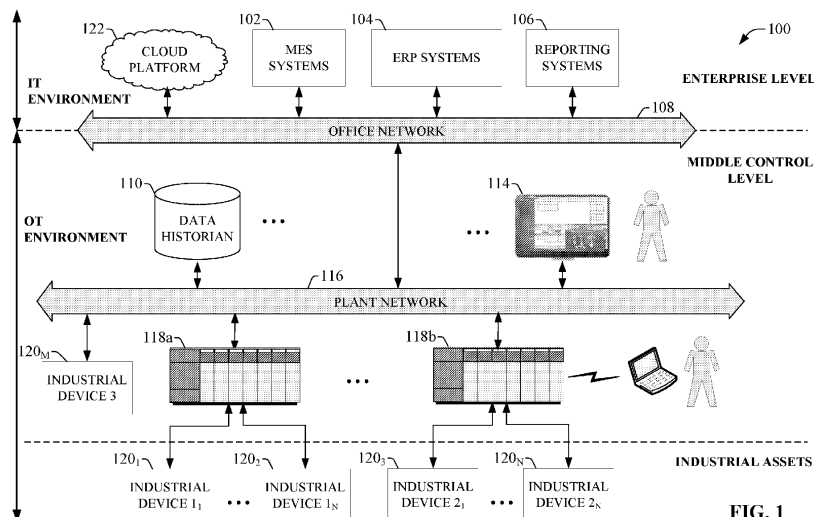 122
CLOUD
PLATFORM
102
MES
SYSTEMS
104
ERP SYSTEMS
106
REPORTING
SYSTEMS
100
IT
ENVIRONMENT
ENTERPRISE LEVEL
108
OFFICE NETWORK
MIDDLE CONTROL
LEVEL
110
DATA
HISTORIAN
114
OT
ENVIRONMENT
116
PLANT NETWORK
118a
118b
120M
INDUSTRIAL
DEVICE 3
INDUSTRIAL ASSETS
120₁
INDUSTRIAL
DEVICE 1₁
120₂
INDUSTRIAL
DEVICE 1N
120₃
INDUSTRIAL
DEVICE 2₁
120N
INDUSTRIAL
DEVICE 2N
FIG. 1